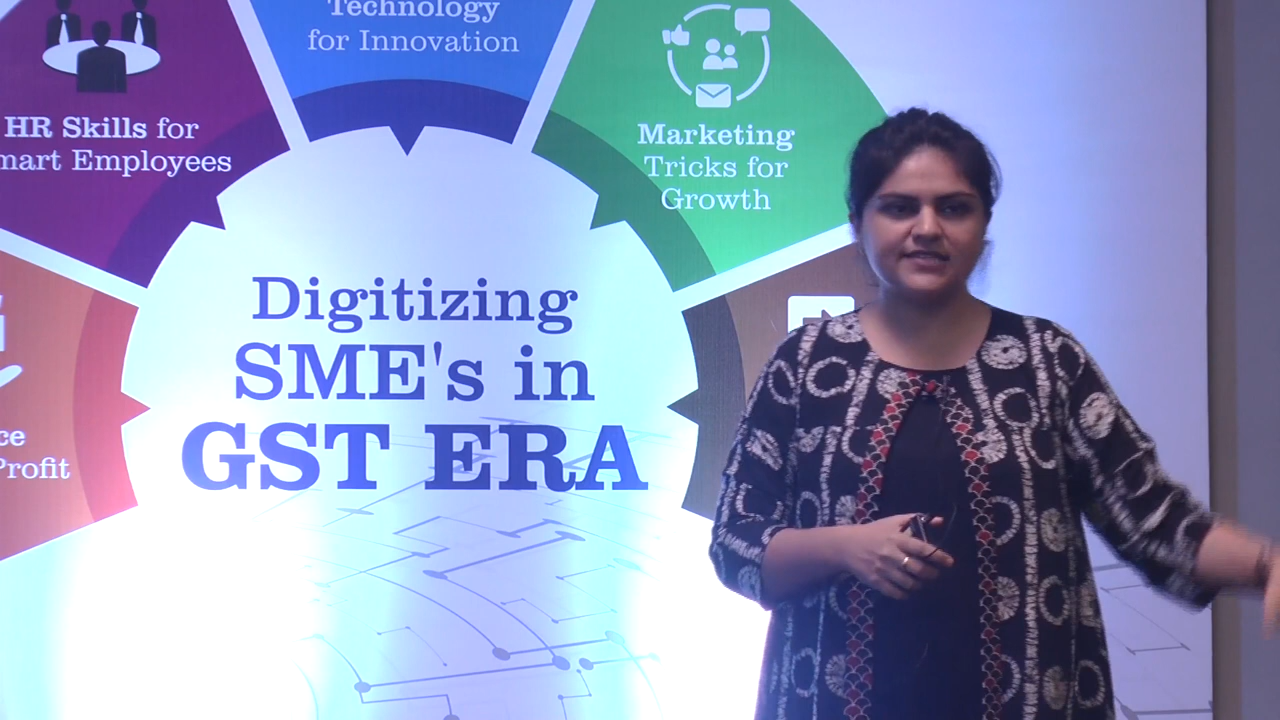 Technology
for Innovation
HR Skills for
mart Employees
Marketing
Tricks for
Growth
Digitizing
SME's in
GST ERA
ce
Profit